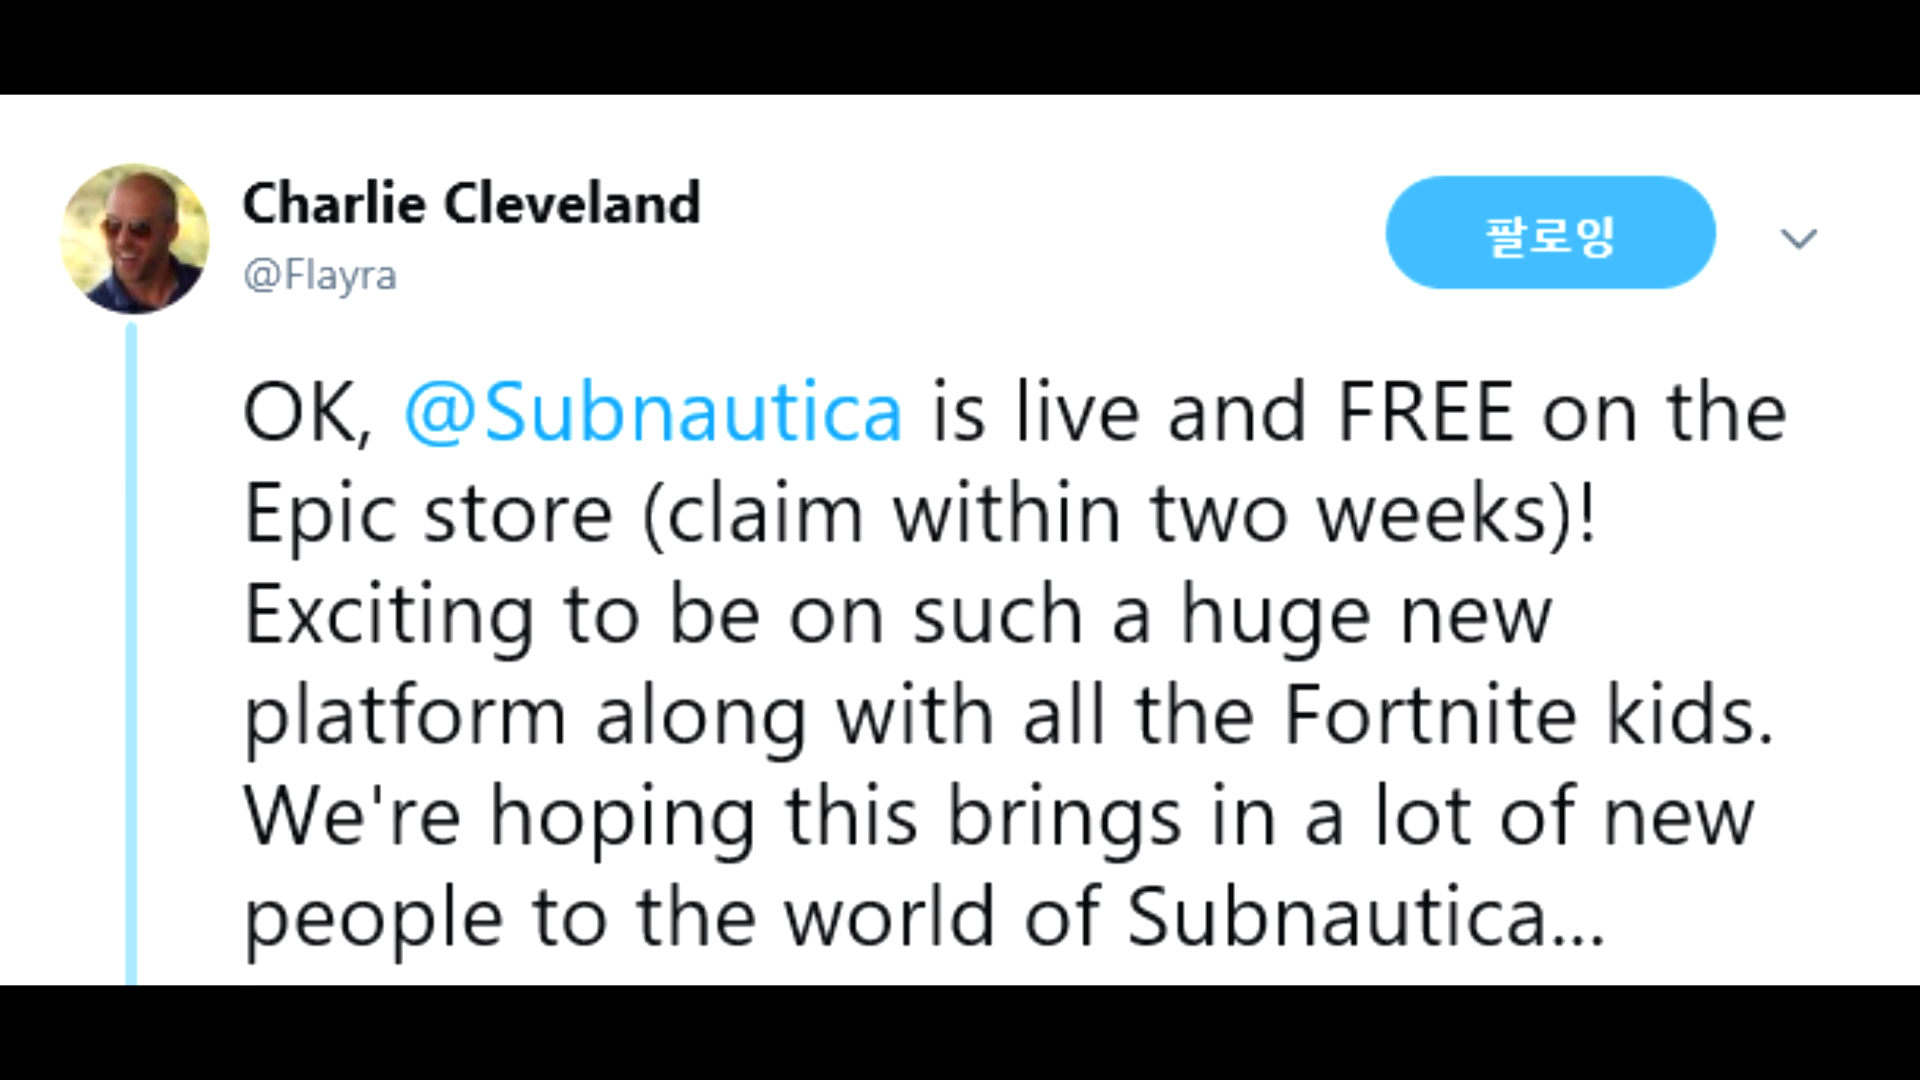 Charlie Cleveland
@Flayra
팔로잉
OK, @Subnautica is live and FREE on the
Epic store (claim within two weeks)!
Exciting to be on such a huge new
platform along with all the Fortnite kids.
We're hoping this brings in a lot of new
people to the world of Subnautica...